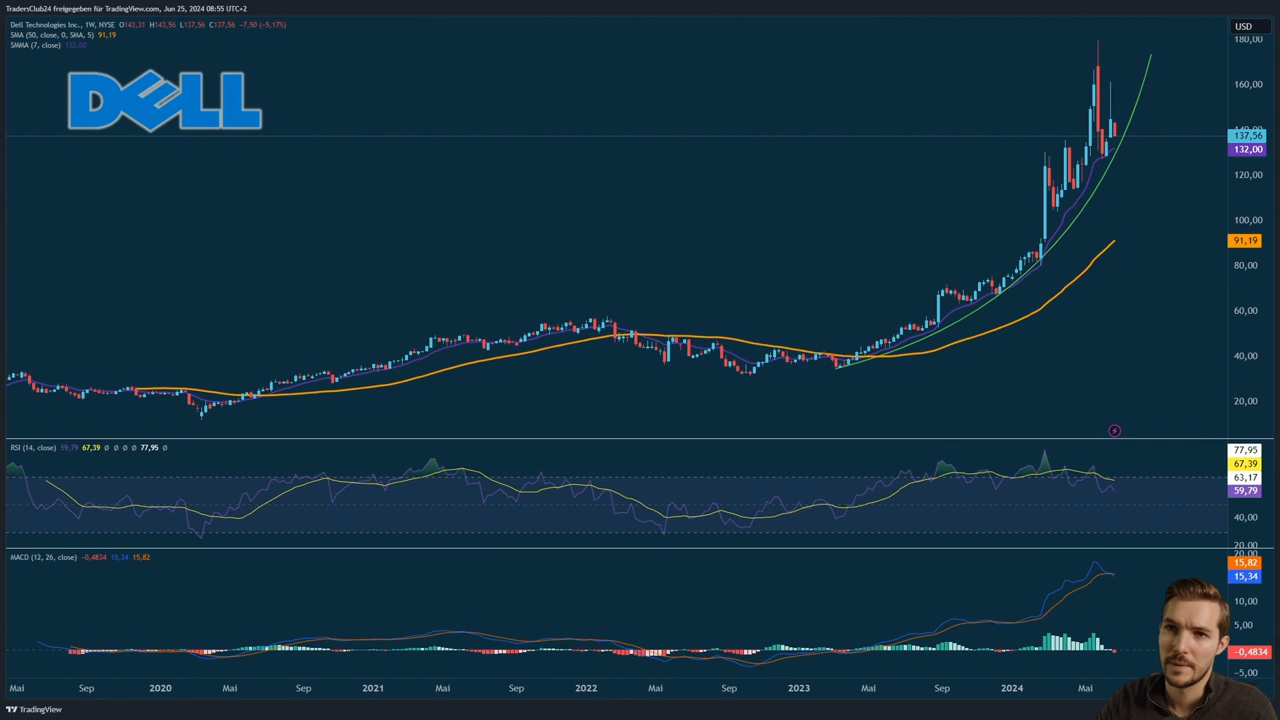 TradersClub24 freigegeben für TradingView.com, Jun 25, 2024 08:55 UTC+2
Dell Technologies Inc., 1W, NYSE O143,31 H143,56 L137,56 C137,56 -7,50 (-5,17%)
SMA (50, close, 0, SMA, 5) 91,19
SMMA (7, close) 132,00
DELL
USD
180,00
160,00
140,00
137,56
132,00
120,00
100,00
91,19
80,00
60,00
40,00
20,00
RSI (14, close) 59,79 67,39 Ø Ø Ø Ø 77,95 Ø
77,95
67,39
63,17
59,79
40,00
20,00
MACD (12, 26, close) -0,4834 15,34 15,82
20,00
15,82
15,34
10,00
5,00
-0,4834
-5,00
Mai Sep 2020 Mai Sep 2021 Mai Sep 2022 Mai Sep 2023 Mai Sep 2024 Mai
TradingView